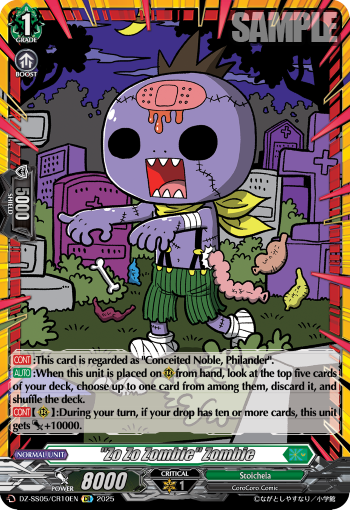 SAMPLE
1
GRADE
BOOST
5000
SHIELD
CONT:This card is regarded as "Conceited Noble, Philander".
AUTO:When this unit is placed on from hand, look at the top five cards
of your deck, choose up to one card from among them, discard it, and
shuffle the deck.
CONT[ ]:During your turn, if your drop has ten or more cards, this unit
gets +10000.
NORMAL UNIT
"Zo Zo Zombie" Zombie
POWER 8000
CRITICAL
1
Stoicheia
CoroCoro Comic
D DZ-SS05/CR10EN 2025
©ながとしやすなり/小学館